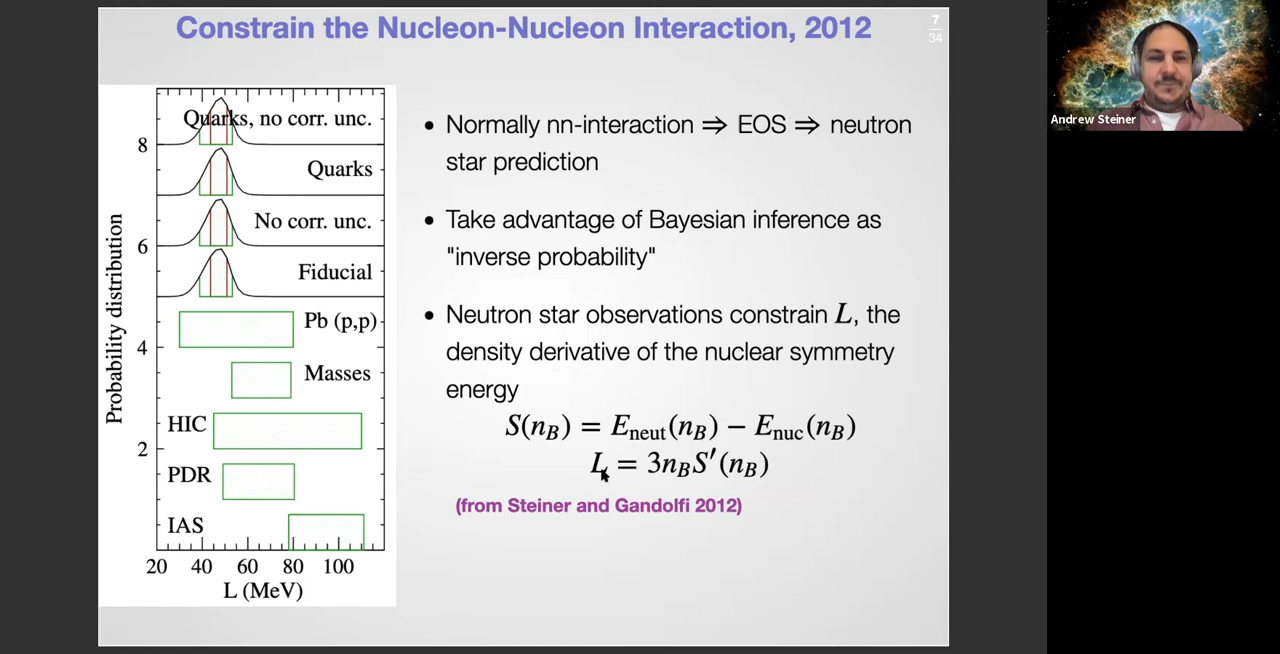 Constrain the Nucleon-Nucleon Interaction, 2012
7
34
Quarks, no corr. unc.
8
Quarks
No corr. unc.
6
Fiducial
Pb (p,p)
4
Masses
HIC
2
PDR
IAS
20 40 60 80 100
L (MeV)
Probability distribution
• Normally nn-interaction ⇒ EOS ⇒ neutron
star prediction
• Take advantage of Bayesian inference as
"inverse probability"
• Neutron star observations constrain L, the
density derivative of the nuclear symmetry
energy
S(n_B) = E_neut(n_B) − E_nuc(n_B)
L = 3n_B S′(n_B)
(from Steiner and Gandolfi 2012)
Andrew Steiner